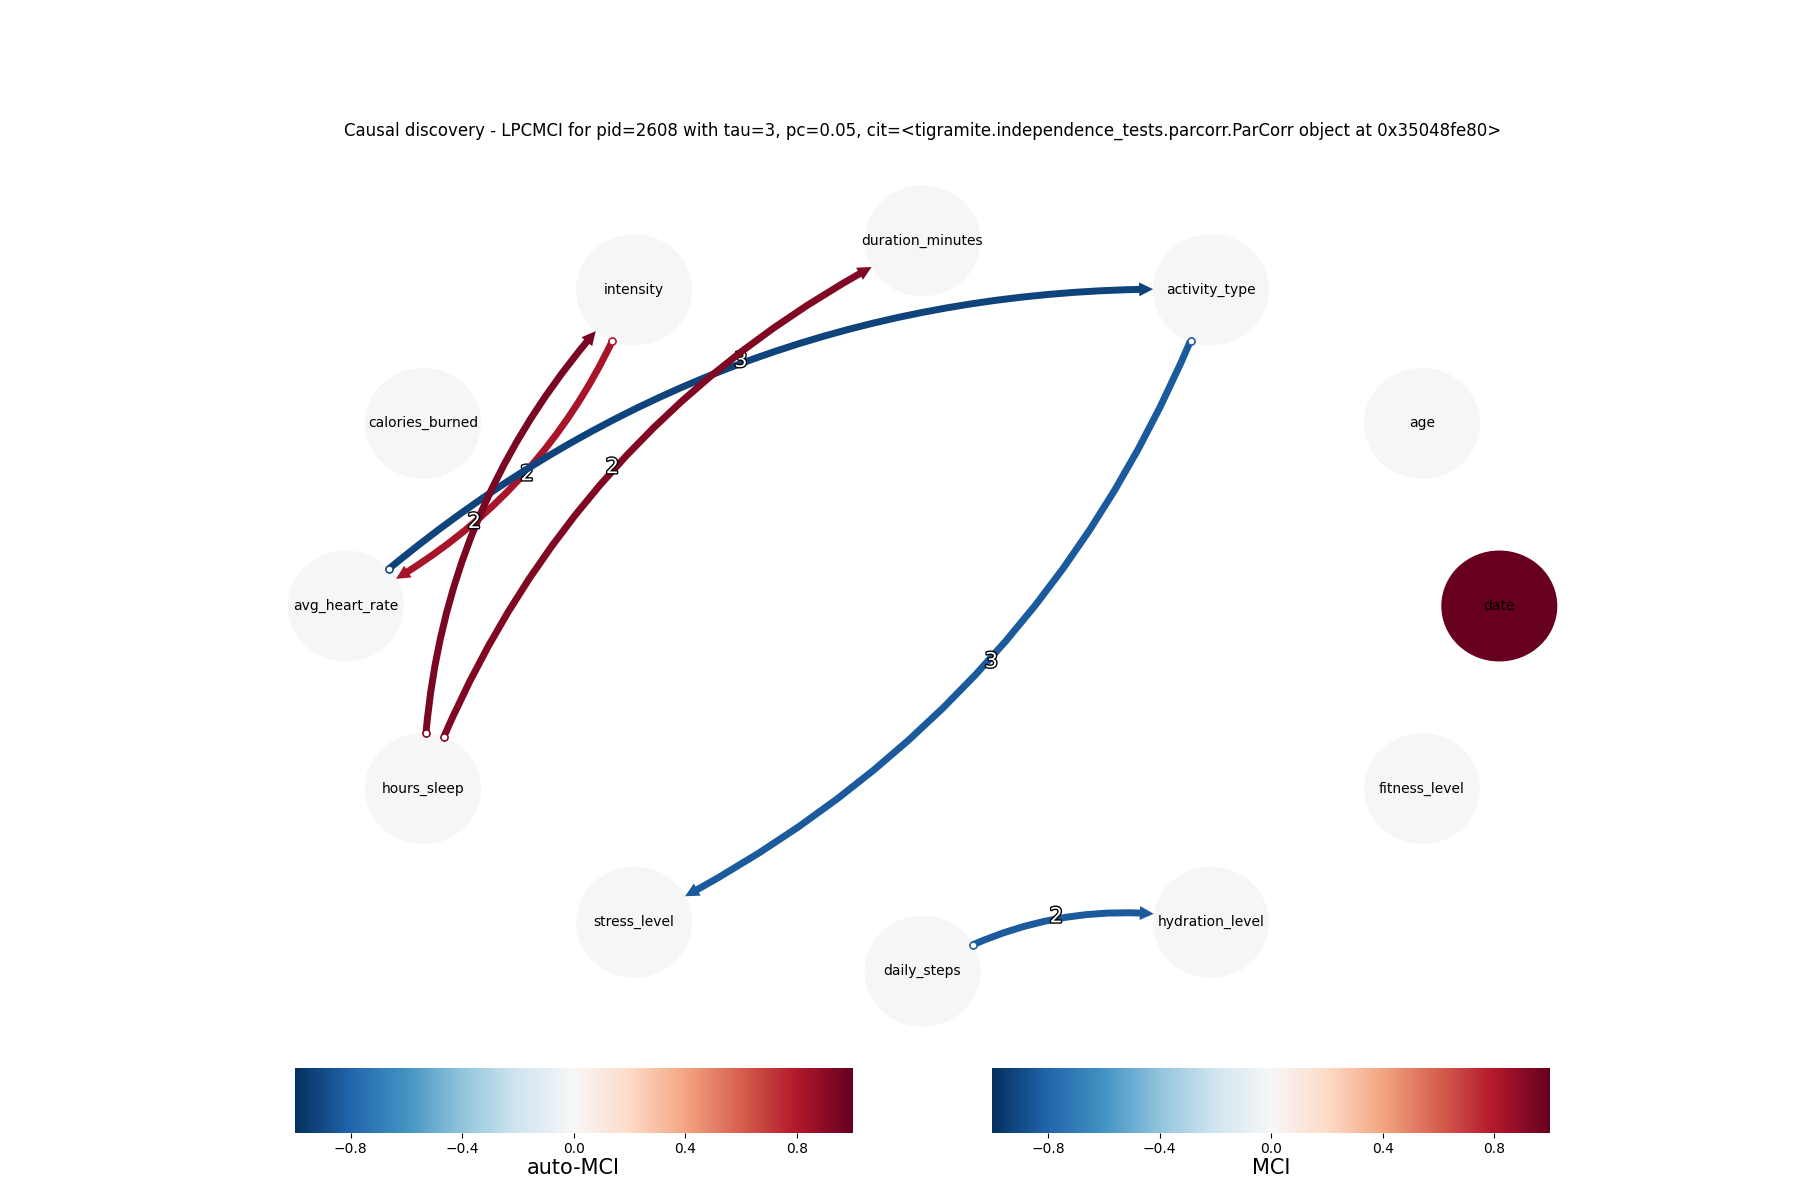 Causal discovery - LPCMCI for pid=2608 with tau=3, pc=0.05, cit=<tigramite.independence_tests.parcorr.ParCorr object at 0x35048fe80>
duration_minutes
intensity
activity_type
3
calories_burned
age
2
2
2
avg_heart_rate
date
3
hours_sleep
fitness_level
2
stress_level
hydration_level
daily_steps
−0.8 −0.4 0.0 0.4 0.8
auto-MCI
−0.8 −0.4 0.0 0.4 0.8
MCI